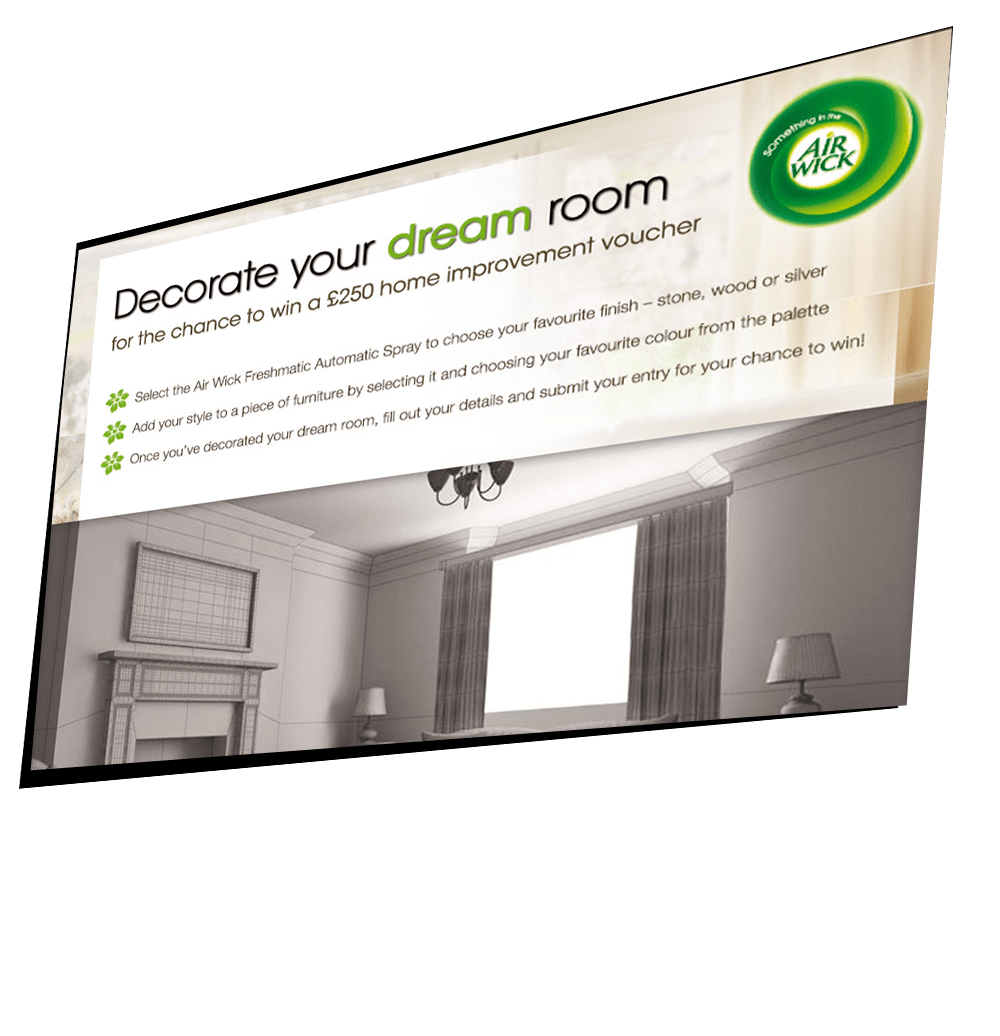 something in the
AIR
WICK
Decorate your dream room
for the chance to win a £250 home improvement voucher
Select the Air Wick Freshmatic Automatic Spray to choose your favourite finish – stone, wood or silver
Add your style to a piece of furniture by selecting it and choosing your favourite colour from the palette
Once you've decorated your dream room, fill out your details and submit your entry for your chance to win!